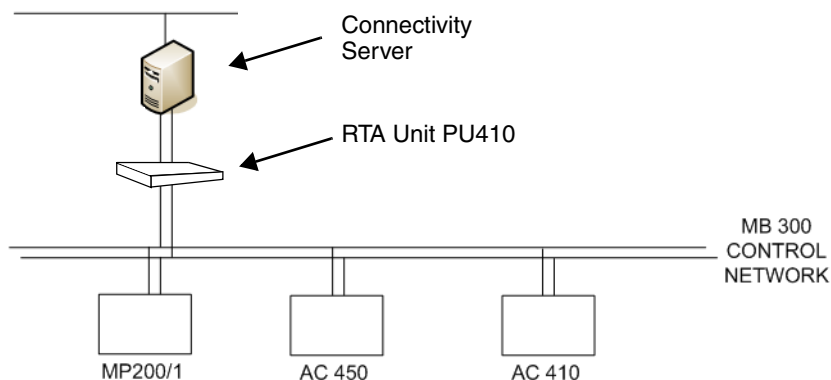 Connectivity
Server
RTA Unit PU410
MB 300
CONTROL
NETWORK
MP200/1
AC 450
AC 410